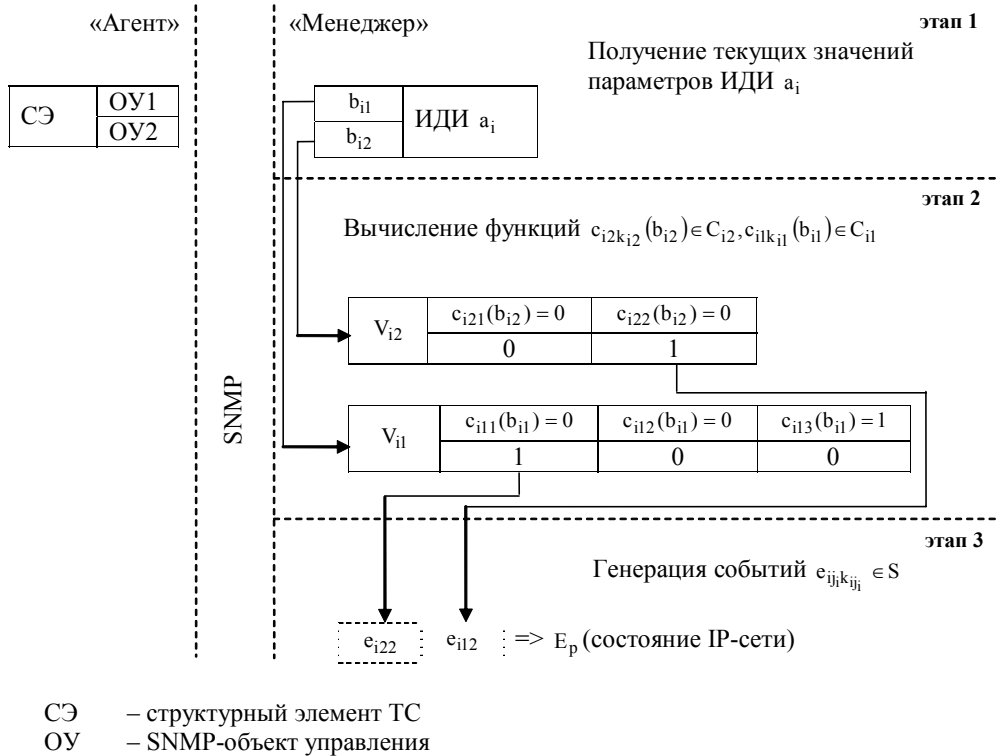 «Агент» «Менеджер» этап 1
Получение текущих значений
параметров ИДИ a_i
СЭ ОУ1 ОУ2
b_i1 b_i2 ИДИ a_i
этап 2
Вычисление функций c_i2k_i2(b_i2)∈C_i2, c_i1k_i1(b_i1)∈C_i1
V_i2 c_i21(b_i2) = 0 c_i22(b_i2) = 0
0 1
SNMP
V_i1 c_i11(b_i1) = 0 c_i12(b_i1) = 0 c_i13(b_i1) = 1
1 0 0
этап 3
Генерация событий e_ij_ik_ij_i ∈ S
e_i22 e_i12 => E_p (состояние IP-сети)
СЭ – структурный элемент ТС
ОУ – SNMP-объект управления